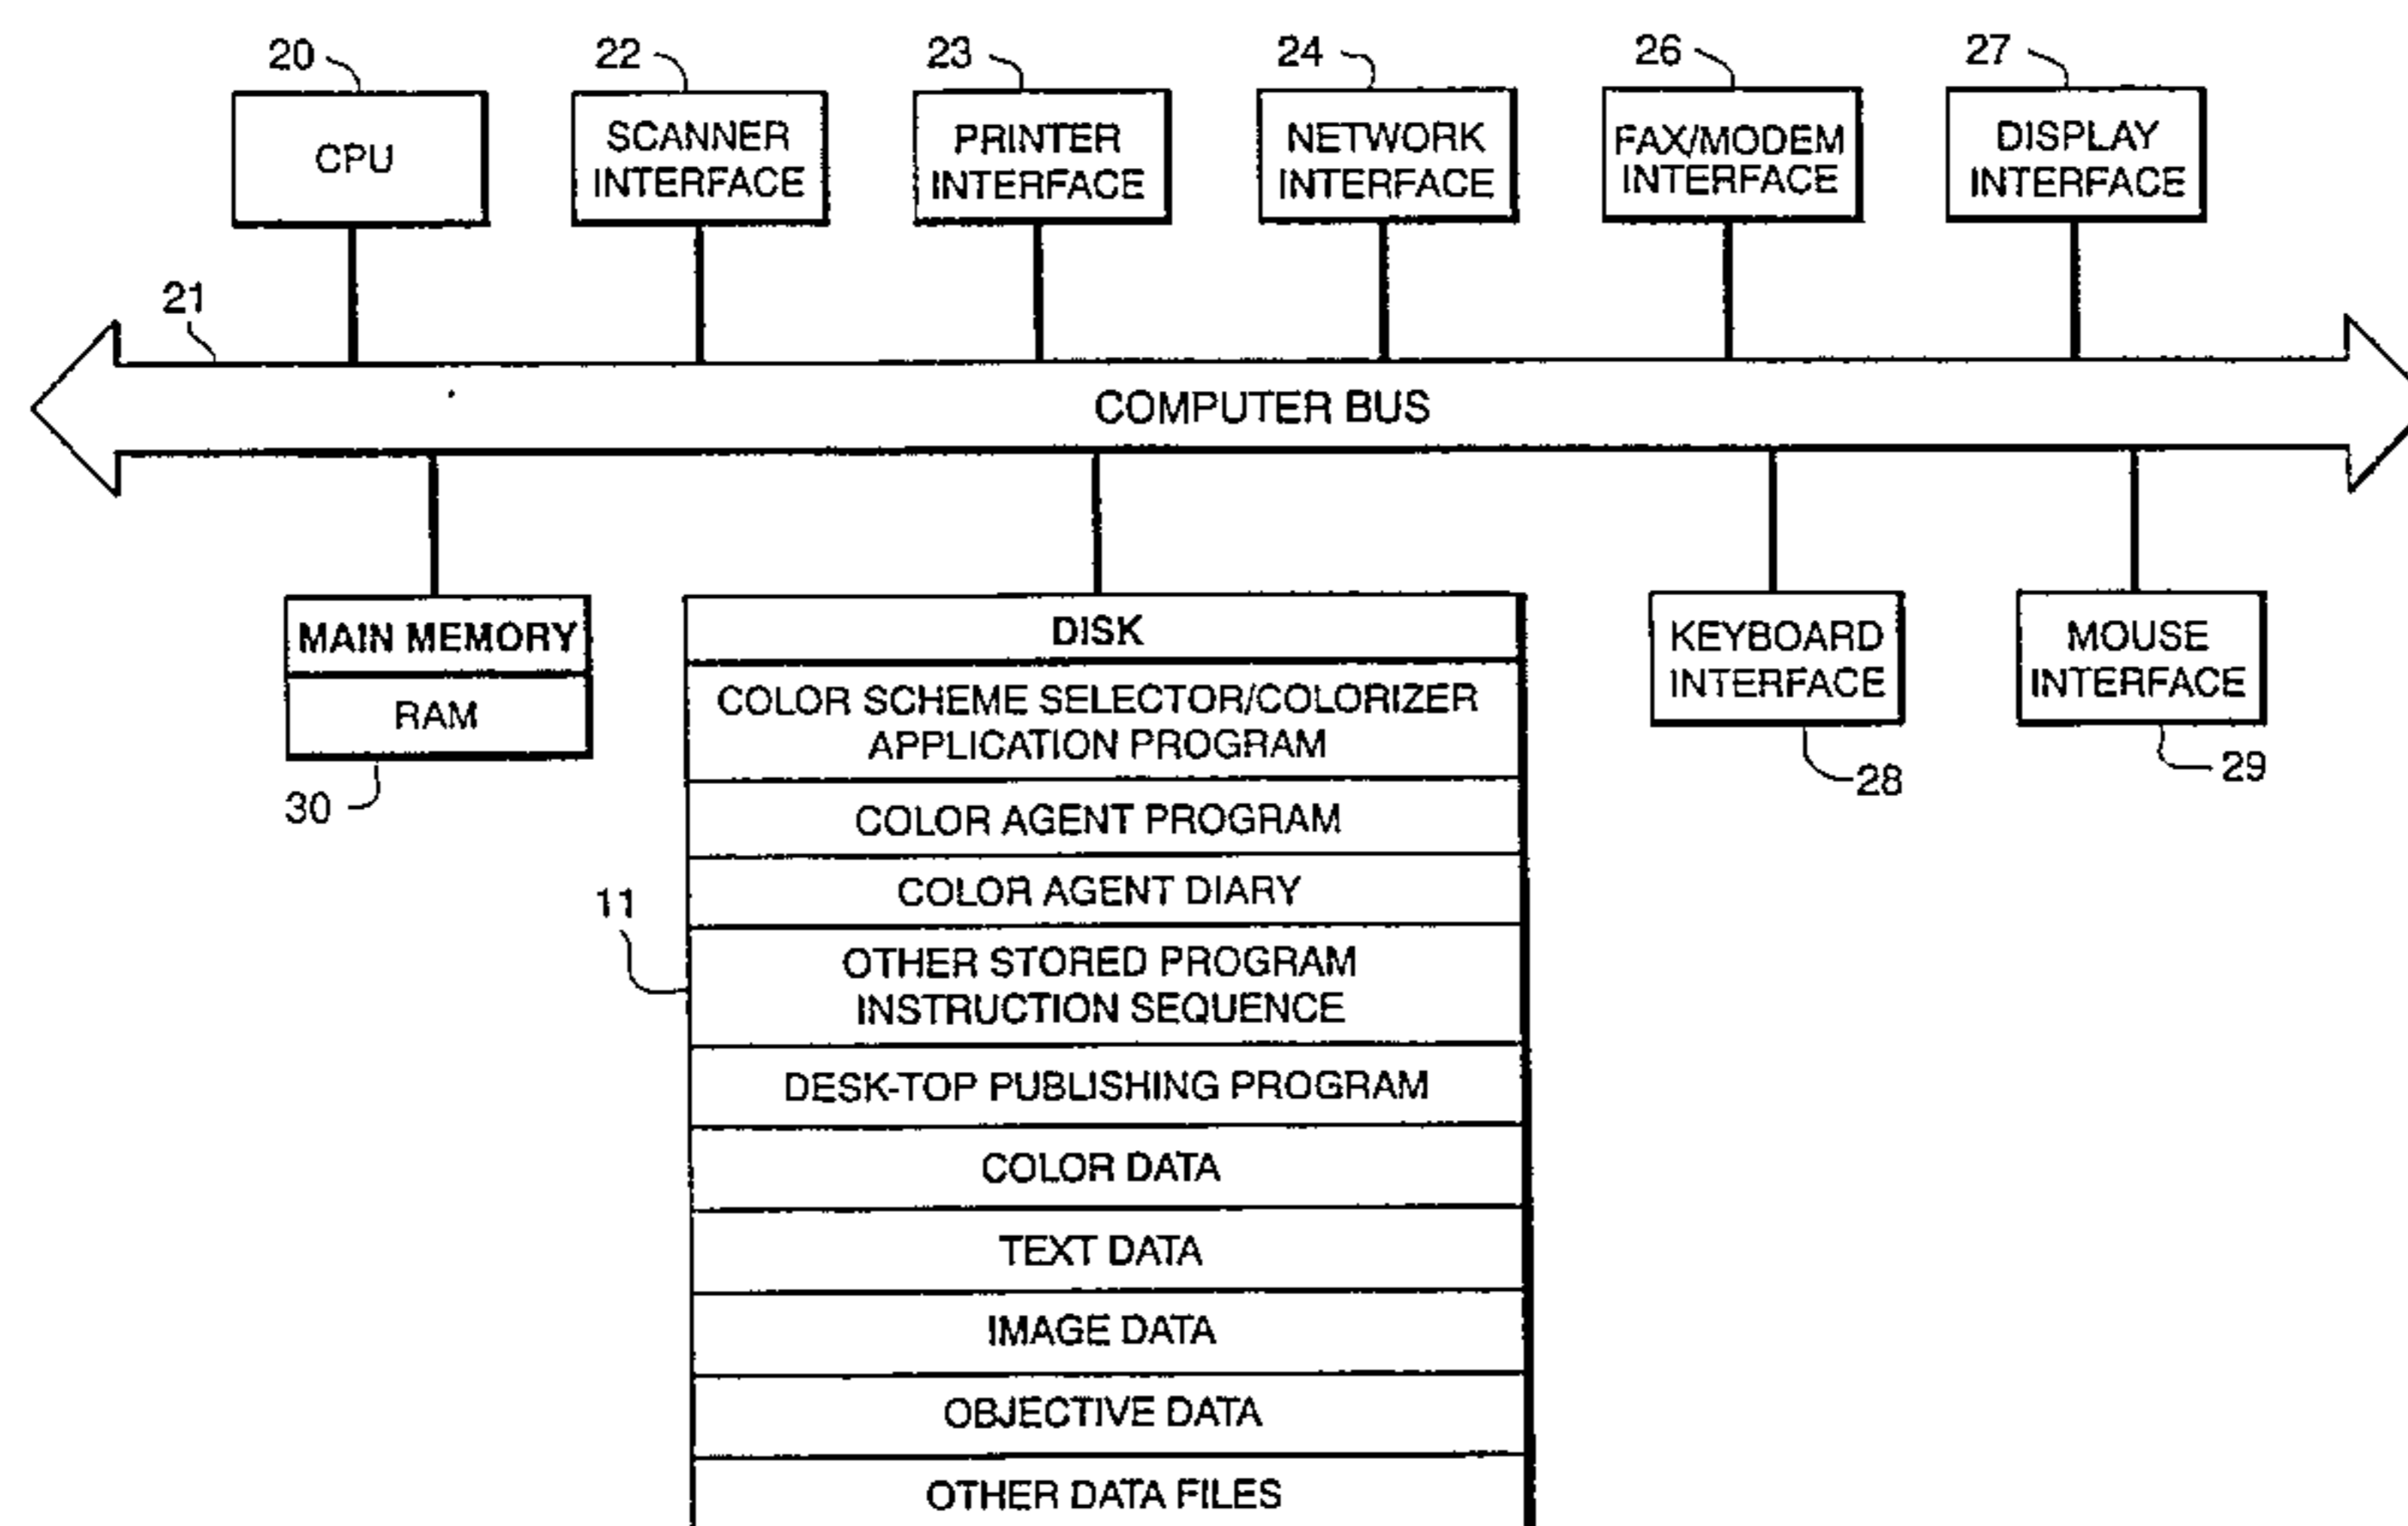 20
22
23
24
26
27
CPU
SCANNER
INTERFACE
PRINTER
INTERFACE
NETWORK
INTERFACE
FAX/MODEM
INTERFACE
DISPLAY
INTERFACE
21
COMPUTER BUS
MAIN MEMORY
RAM
30
DISK
COLOR SCHEME SELECTOR/COLORIZER
APPLICATION PROGRAM
COLOR AGENT PROGRAM
COLOR AGENT DIARY
11
OTHER STORED PROGRAM
INSTRUCTION SEQUENCE
DESK-TOP PUBLISHING PROGRAM
COLOR DATA
TEXT DATA
IMAGE DATA
OBJECTIVE DATA
OTHER DATA FILES
KEYBOARD
INTERFACE
28
MOUSE
INTERFACE
29